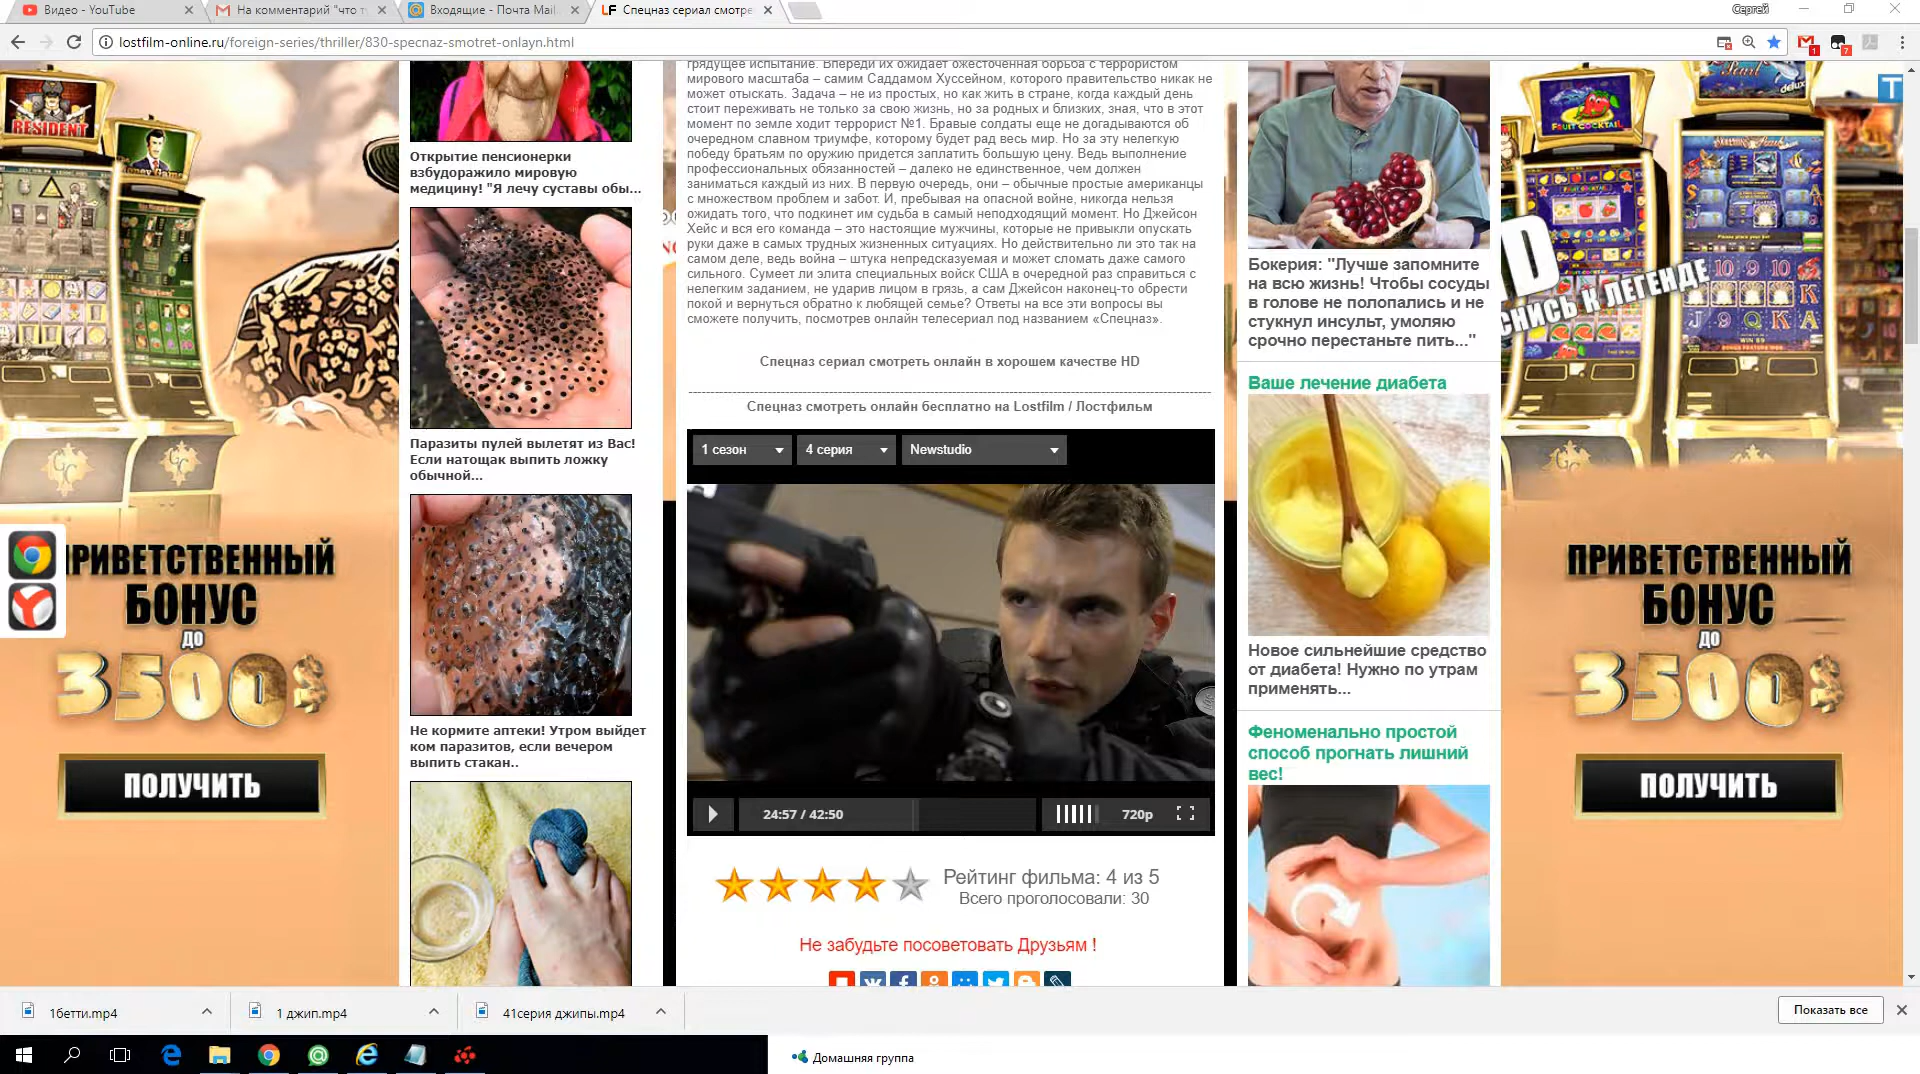 Видео - YouTube
На комментарий "что
Входящие - Почта Mail
LF Спецназ сериал смотре
Сергей
lostfilm-online.ru/foreign-series/thriller/830-specnaz-smotret-onlayn.html
RESIDENT
ПРИВЕТСТВЕННЫЙ
БОНУС
ДО
3500$
ПОЛУЧИТЬ
Открытие пенсионерки
взбудоражило мировую
медицину! "Я лечу суставы обы...
Паразиты пулей вылетят из Вас!
Если натощак выпить ложку
обычной...
Не кормите аптеки! Утром выйдет
ком паразитов, если вечером
выпить стакан..
грядущее испытание. Впереди их ожидает ожесточенная борьба с террористом
мирового масштаба – самим Саддамом Хуссейном, которого правительство никак не
может отыскать. Задача – не из простых, но как жить в стране, когда каждый день
стоит переживать не только за свою жизнь, но за родных и близких, зная, что в этот
момент по земле ходит террорист №1. Бравые солдаты еще не догадываются об
очередном славном триумфе, которому будет рад весь мир. Но за эту нелегкую
победу братьям по оружию придется заплатить большую цену. Ведь выполнение
профессиональных обязанностей – далеко не единственное, чем должен
заниматься каждый из них. В первую очередь, они – обычные простые американцы
с множеством проблем и забот. И, пребывая на опасной войне, никогда нельзя
ожидать того, что подкинет им судьба в самый неподходящий момент. Но Джейсон
Хейс и вся его команда – это настоящие мужчины, которые не привыкли опускать
руки даже в самых трудных жизненных ситуациях. Но действительно ли это так на
самом деле, ведь война – штука непредсказуемая и может сломать даже самого
сильного. Сумеет ли элита специальных войск США в очередной раз справиться с
нелегким заданием, не ударив лицом в грязь, а сам Джейсон наконец-то обрести
покой и вернуться обратно к любящей семье? Ответы на все эти вопросы вы
сможете получить, посмотрев онлайн телесериал под названием «Спецназ».
Спецназ сериал смотреть онлайн в хорошем качестве HD
Спецназ смотреть онлайн бесплатно на Lostfilm / Лостфильм
1 сезон
4 серия
Newstudio
24:57 / 42:50
720p
Рейтинг фильма: 4 из 5
Всего проголосовали: 30
Не забудьте посоветовать Друзьям !
Бокерия: "Лучше запомните
на всю жизнь! Чтобы сосуды
в голове не полопались и не
стукнул инсульт, умоляю
срочно перестаньте пить..."
Ваше лечение диабета
Новое сильнейшие средство
от диабета! Нужно по утрам
применять...
Феноменально простой
способ прогнать лишний
вес!
FRUIT COCKTAIL
deluxe
К ЛЕГЕНДЕ
ПРИВЕТСТВЕННЫЙ
БОНУС
ДО
3500$
ПОЛУЧИТЬ
1бетти.mp4
1 джип.mp4
41серия джипы.mp4
Показать все
Домашняя группа